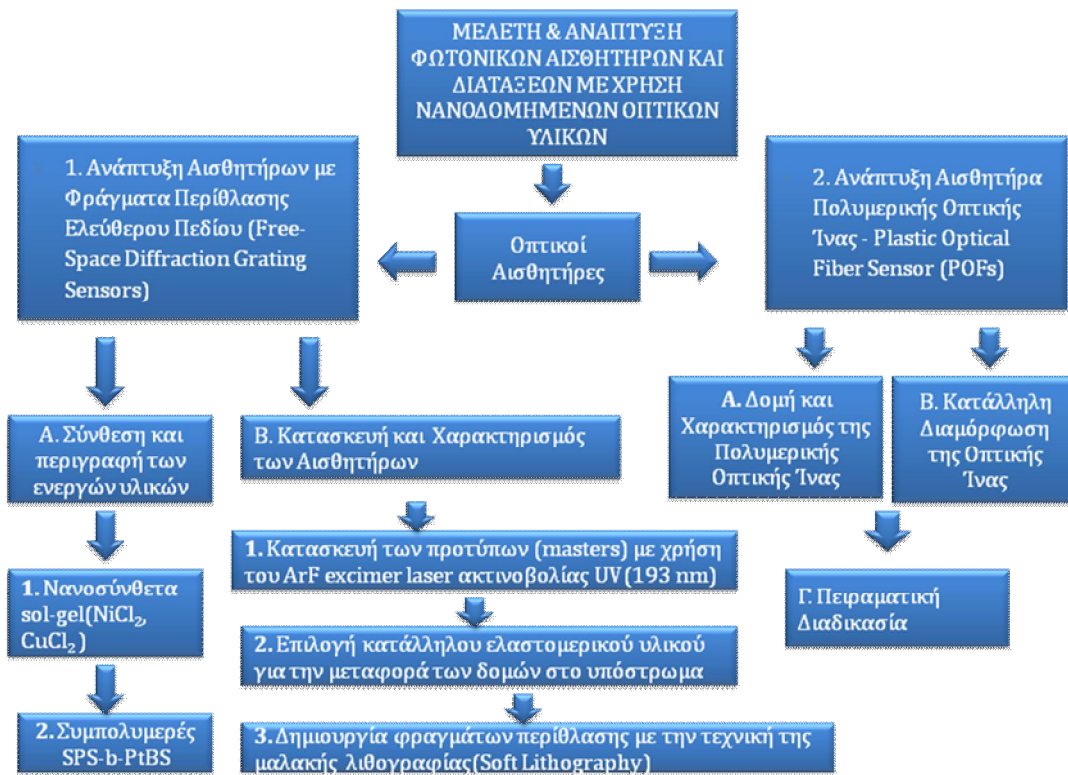 ΜΕΛΕΤΗ & ΑΝΑΠΤΥΞΗ
ΦΩΤΟΝΙΚΩΝ ΑΙΣΘΗΤΗΡΩΝ ΚΑΙ
ΔΙΑΤΑΞΕΩΝ ΜΕ ΧΡΗΣΗ
ΝΑΝΟΔΟΜΗΜΕΝΩΝ ΟΠΤΙΚΩΝ
ΥΛΙΚΩΝ
Οπτικοί
Αισθητήρες
1. Ανάπτυξη Αισθητήρων με
Φράγματα Περίθλασης
Ελεύθερου Πεδίου (Free-
Space Diffraction Grating
Sensors)
Α. Σύνθεση και
περιγραφή των
ενεργών υλικών
1. Νανοσύνθετα
sol-gel(NiCl₂,
CuCl₂)
2. Συμπολυμερές
SPS-b-PtBS
Β. Κατασκευή και Χαρακτηρισμός
των Αισθητήρων
1. Κατασκευή των προτύπων (masters) με χρήση
του ArF excimer laser ακτινοβολίας UV (193 nm)
2. Επιλογή κατάλληλου ελαστομερικού υλικού
για την μεταφορά των δομών στο υπόστρωμα
3. Δημιουργία φραγμάτων περίθλασης με την τεχνική της
μαλακής λιθογραφίας(Soft Lithography)
2. Ανάπτυξη Αισθητήρα
Πολυμερικής Οπτικής
Ίνας - Plastic Optical
Fiber Sensor (POFs)
Α. Δομή και
Χαρακτηρισμός της
Πολυμερικής
Οπτικής Ίνας
Β. Κατάλληλη
Διαμόρφωση
της Οπτικής
Ίνας
Γ. Πειραματική
Διαδικασία